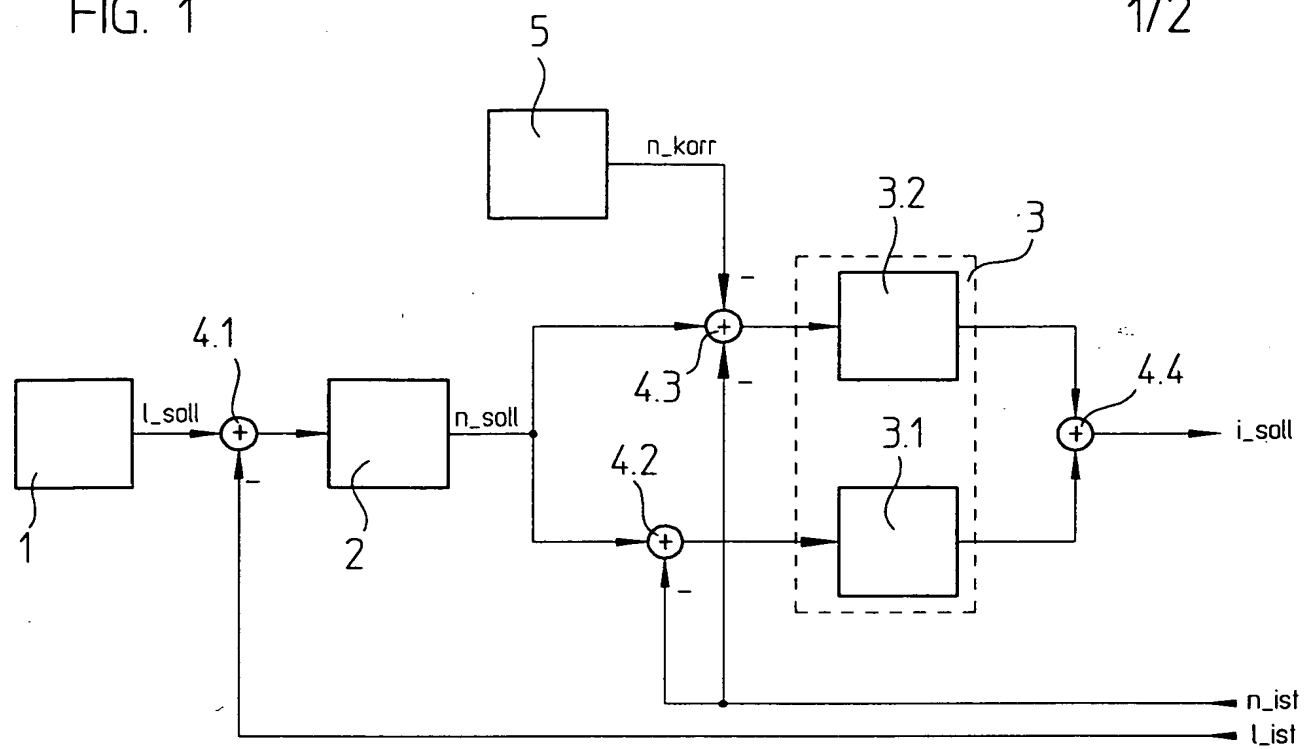 FIG. 1
1/2
5
n_korr
3.2
3
4.1
l_soll
n_soll
4.3
4.4
i_soll
3.1
4.2
1
2
n_ist
l_ist
+
-
+
-
-
+
-
+